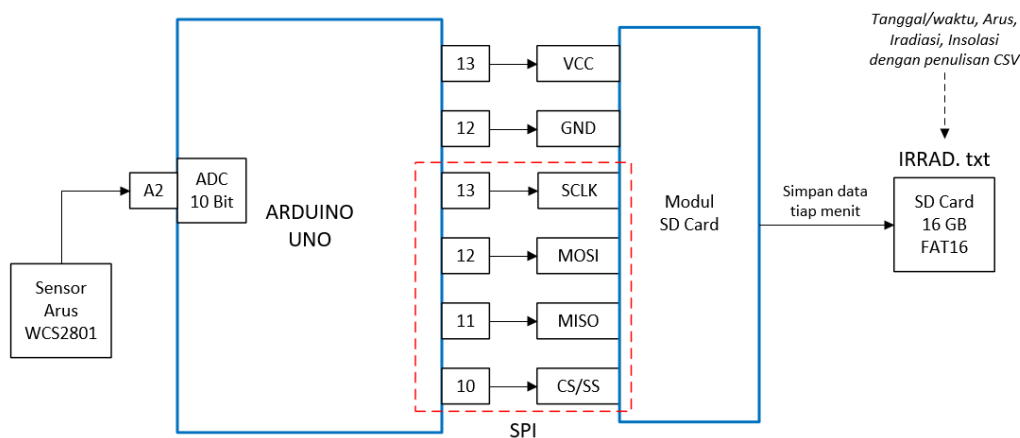 Tanggal/waktu, Arus,
Iradiasi, Insolasi
dengan penulisan CSV
13
VCC
12
GND
IRRAD. txt
A2
ADC
10 Bit
ARDUINO
UNO
13
SCLK
Modul
SD Card
Simpan data
tiap menit
SD Card
16 GB
FAT16
12
MOSI
Sensor
Arus
WCS2801
11
MISO
10
CS/SS
SPI